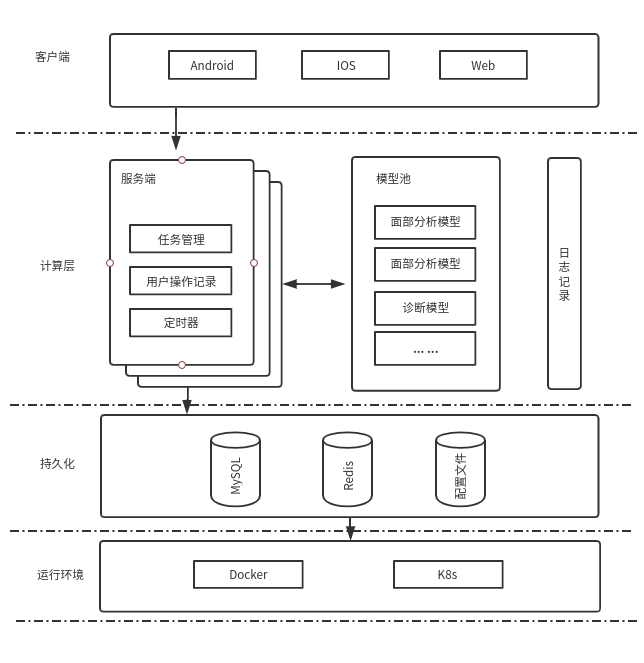 客户端
Android
IOS
Web
计算层
服务端
任务管理
用户操作记录
定时器
模型池
面部分析模型
面部分析模型
诊断模型
... ...
日志记录
持久化
MySQL
Redis
配置文件
运行环境
Docker
K8s